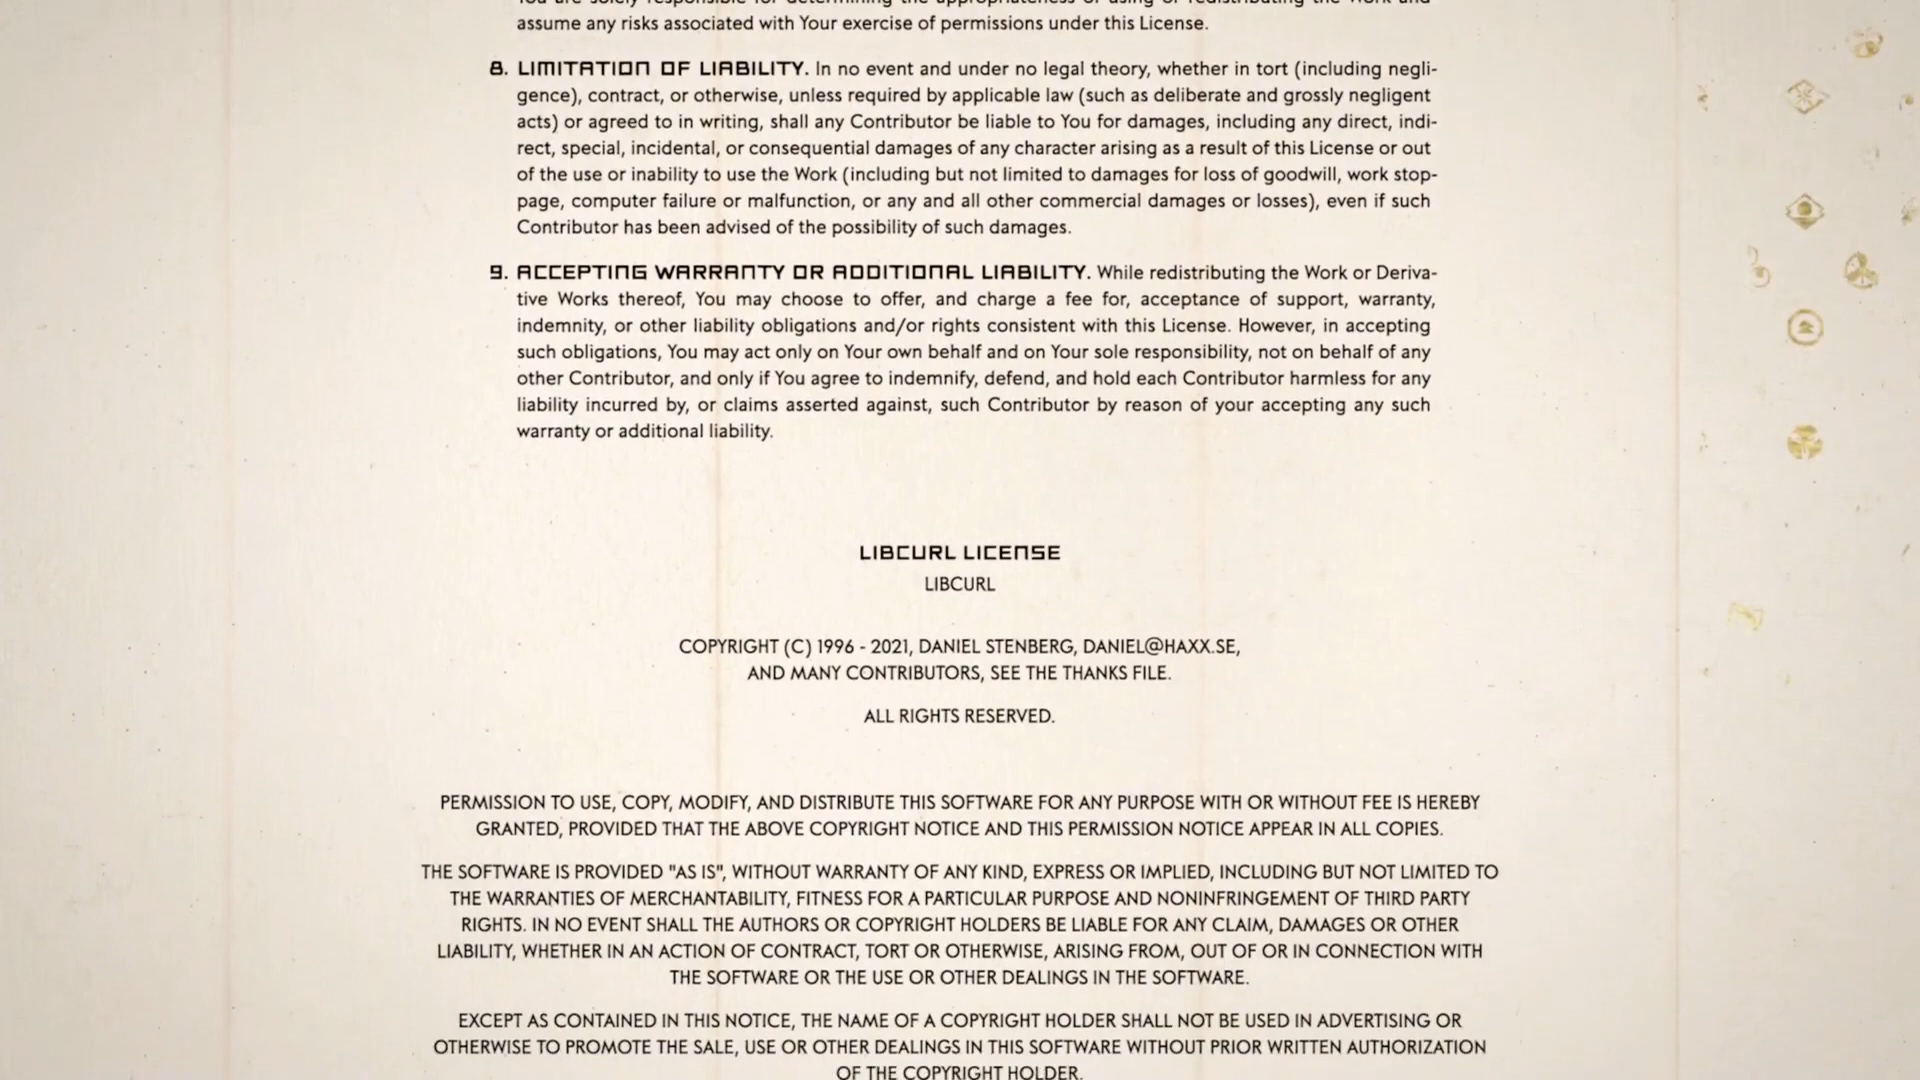 assume any risks associated with Your exercise of permissions under this License.
8. LIMITATION OF LIABILITY. In no event and under no legal theory, whether in tort (including negli-
gence), contract, or otherwise, unless required by applicable law (such as deliberate and grossly negligent
acts) or agreed to in writing, shall any Contributor be liable to You for damages, including any direct, indi-
rect, special, incidental, or consequential damages of any character arising as a result of this License or out
of the use or inability to use the Work (including but not limited to damages for loss of goodwill, work stop-
page, computer failure or malfunction, or any and all other commercial damages or losses), even if such
Contributor has been advised of the possibility of such damages.
9. ACCEPTING WARRANTY OR ADDITIONAL LIABILITY. While redistributing the Work or Deriva-
tive Works thereof, You may choose to offer, and charge a fee for, acceptance of support, warranty,
indemnity, or other liability obligations and/or rights consistent with this License. However, in accepting
such obligations, You may act only on Your own behalf and on Your sole responsibility, not on behalf of any
other Contributor, and only if You agree to indemnify, defend, and hold each Contributor harmless for any
liability incurred by, or claims asserted against, such Contributor by reason of your accepting any such
warranty or additional liability.
LIBCURL LICENSE
LIBCURL
COPYRIGHT (C) 1996 - 2021, DANIEL STENBERG, DANIEL@HAXX.SE,
AND MANY CONTRIBUTORS, SEE THE THANKS FILE.
ALL RIGHTS RESERVED.
PERMISSION TO USE, COPY, MODIFY, AND DISTRIBUTE THIS SOFTWARE FOR ANY PURPOSE WITH OR WITHOUT FEE IS HEREBY
GRANTED, PROVIDED THAT THE ABOVE COPYRIGHT NOTICE AND THIS PERMISSION NOTICE APPEAR IN ALL COPIES.
THE SOFTWARE IS PROVIDED "AS IS", WITHOUT WARRANTY OF ANY KIND, EXPRESS OR IMPLIED, INCLUDING BUT NOT LIMITED TO
THE WARRANTIES OF MERCHANTABILITY, FITNESS FOR A PARTICULAR PURPOSE AND NONINFRINGEMENT OF THIRD PARTY
RIGHTS. IN NO EVENT SHALL THE AUTHORS OR COPYRIGHT HOLDERS BE LIABLE FOR ANY CLAIM, DAMAGES OR OTHER
LIABILITY, WHETHER IN AN ACTION OF CONTRACT, TORT OR OTHERWISE, ARISING FROM, OUT OF OR IN CONNECTION WITH
THE SOFTWARE OR THE USE OR OTHER DEALINGS IN THE SOFTWARE.
EXCEPT AS CONTAINED IN THIS NOTICE, THE NAME OF A COPYRIGHT HOLDER SHALL NOT BE USED IN ADVERTISING OR
OTHERWISE TO PROMOTE THE SALE, USE OR OTHER DEALINGS IN THIS SOFTWARE WITHOUT PRIOR WRITTEN AUTHORIZATION
OF THE COPYRIGHT HOLDER.